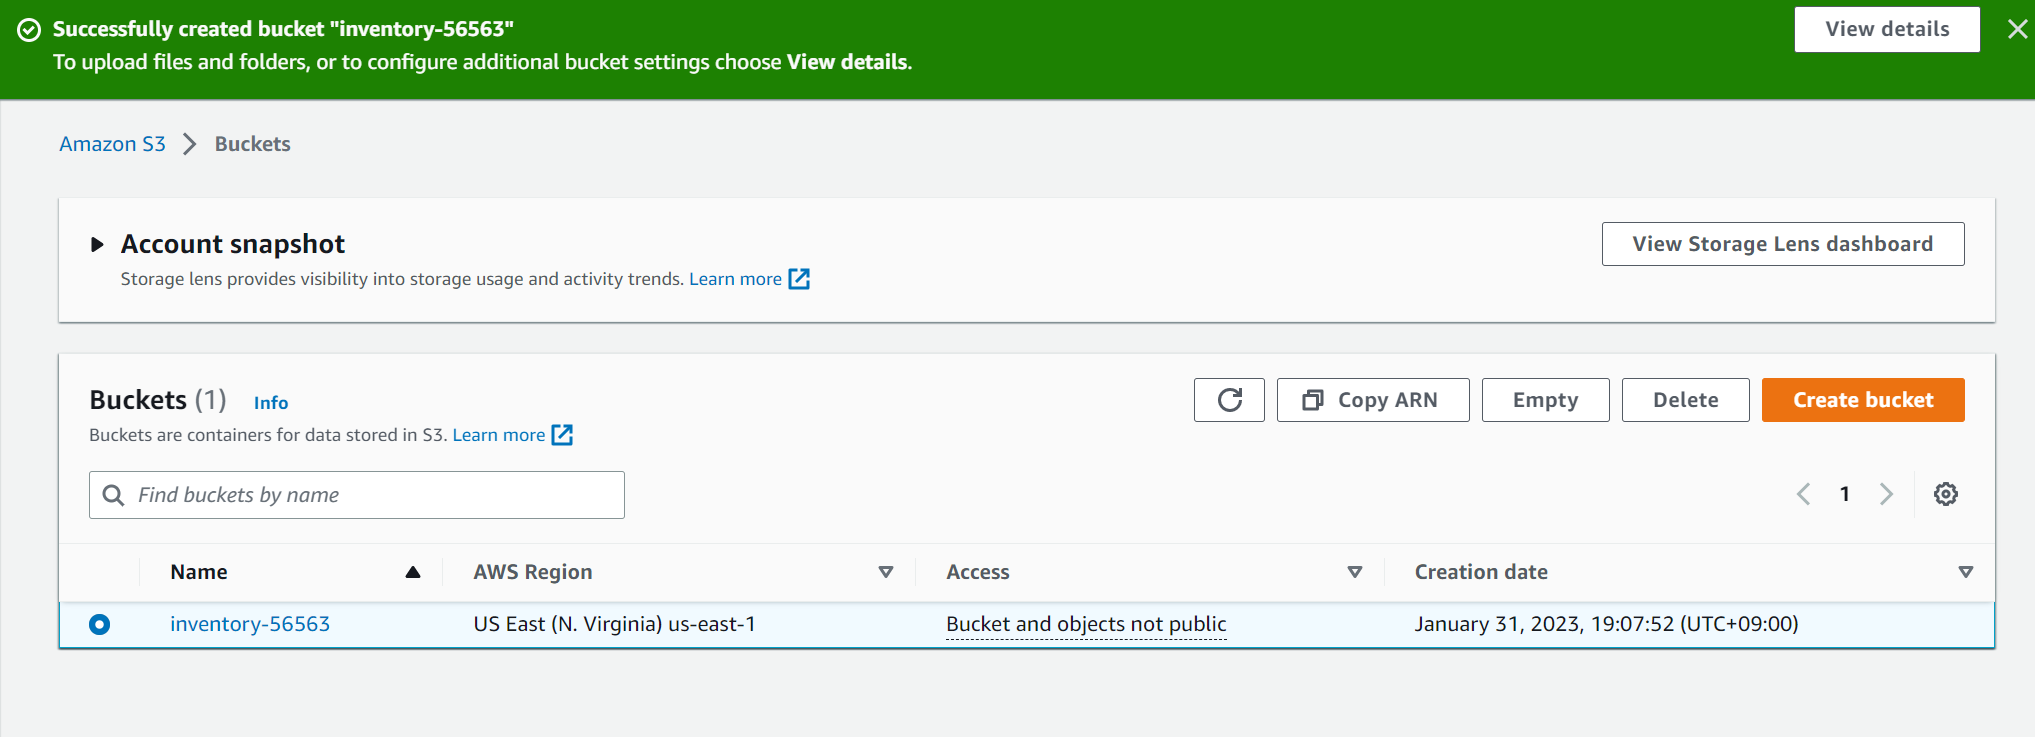 Successfully created bucket "inventory-56563"
View details
To upload files and folders, or to configure additional bucket settings choose View details.
Amazon S3 > Buckets
Account snapshot
View Storage Lens dashboard
Storage lens provides visibility into storage usage and activity trends. Learn more
Buckets (1) Info
Copy ARN Empty Delete Create bucket
Buckets are containers for data stored in S3. Learn more
Find buckets by name
1
Name AWS Region Access Creation date
inventory-56563 US East (N. Virginia) us-east-1 Bucket and objects not public January 31, 2023, 19:07:52 (UTC+09:00)